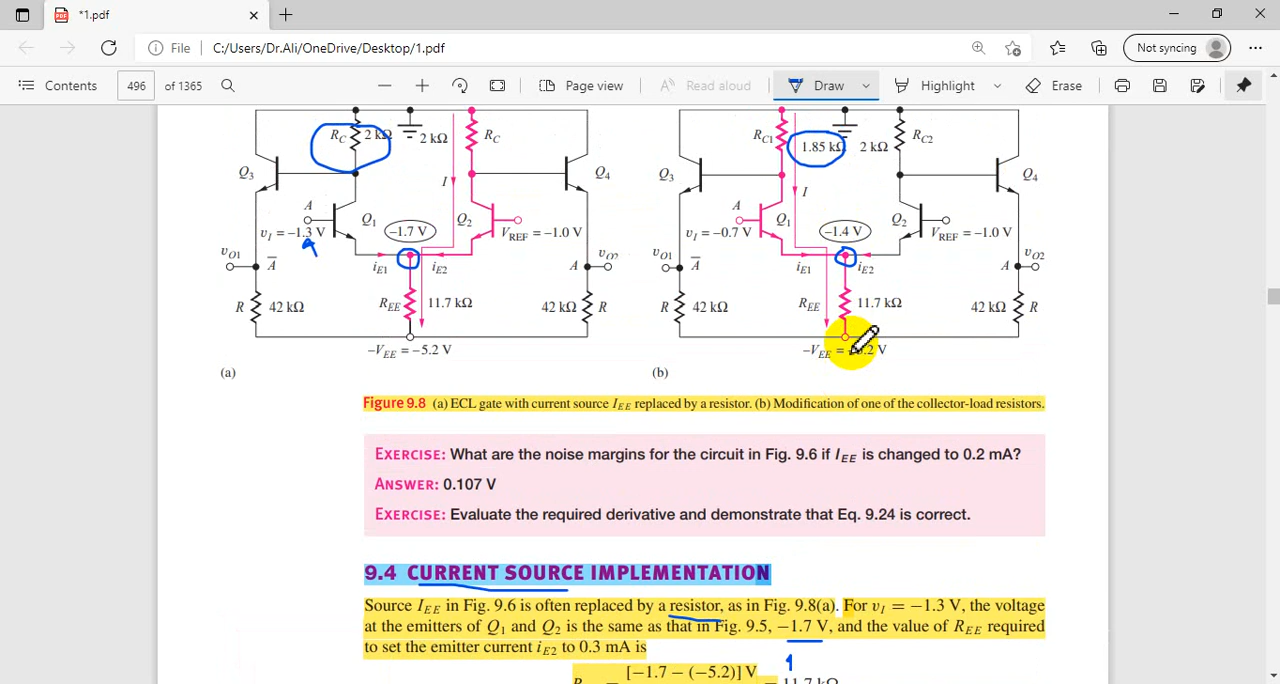 *1.pdf
File C:/Users/Dr.Ali/OneDrive/Desktop/1.pdf Not syncing
Contents 496 of 1365 Page view Read aloud Draw Highlight Erase
RC 2 kΩ 2 kΩ RC
Q3 I Q4
A Q1 −1.7 V Q2
vI = −1.3 V VREF = −1.0 V
vO1 vO2
A̅ iE1 iE2 A
R 42 kΩ REE 11.7 kΩ 42 kΩ R
−VEE = −5.2 V
(a)
RC1 1.85 kΩ 2 kΩ RC2
Q3 I Q4
A Q1 −1.4 V Q2
vI = −0.7 V VREF = −1.0 V
vO1 vO2
A̅ iE1 iE2 A
R 42 kΩ REE 11.7 kΩ 42 kΩ R
−VEE = .2 V
(b)
Figure 9.8 (a) ECL gate with current source IEE replaced by a resistor. (b) Modification of one of the collector-load resistors.
EXERCISE: What are the noise margins for the circuit in Fig. 9.6 if IEE is changed to 0.2 mA?
ANSWER: 0.107 V
EXERCISE: Evaluate the required derivative and demonstrate that Eq. 9.24 is correct.
9.4 CURRENT SOURCE IMPLEMENTATION
Source IEE in Fig. 9.6 is often replaced by a resistor, as in Fig. 9.8(a). For vI = −1.3 V, the voltage
at the emitters of Q1 and Q2 is the same as that in Fig. 9.5, −1.7 V, and the value of REE required
to set the emitter current iE2 to 0.3 mA is
[−1.7 − (−5.2)] V